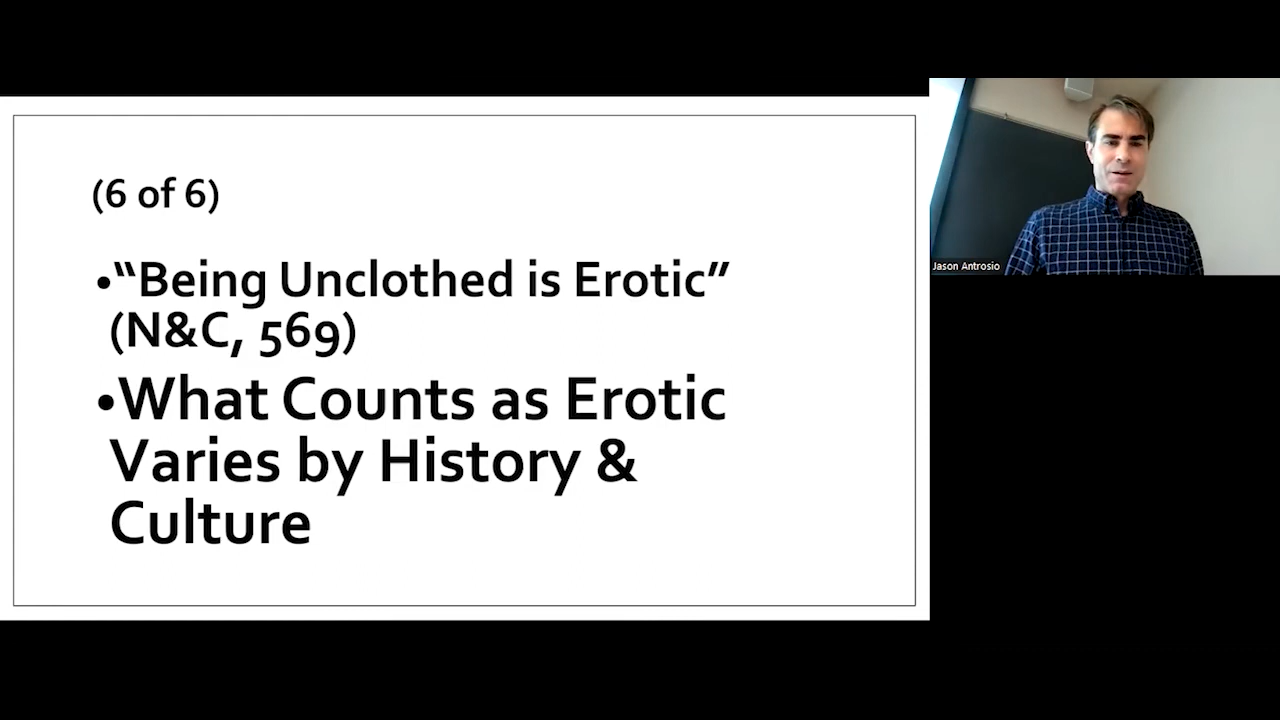 (6 of 6)
•“Being Unclothed is Erotic”
(N&C, 569)
•What Counts as Erotic
Varies by History &
Culture
Jason Antrosio